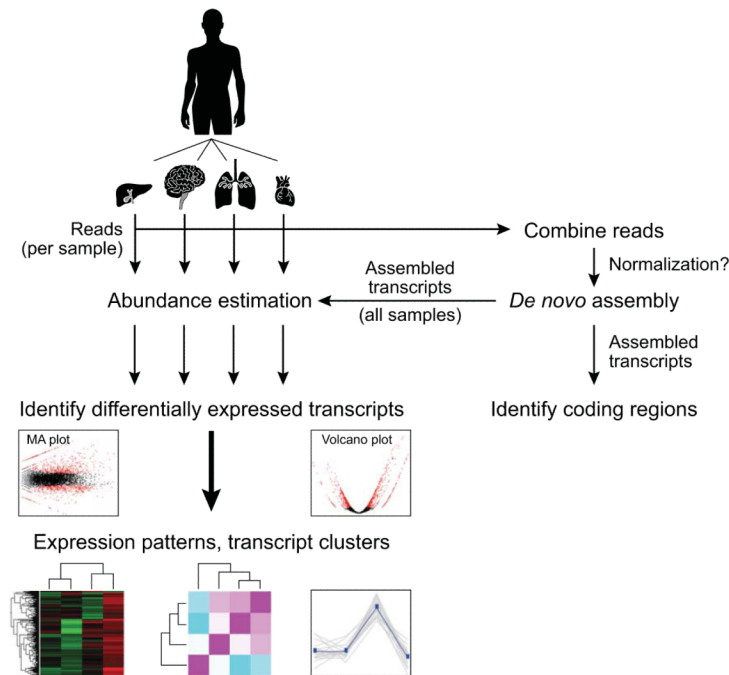 Reads
(per sample)
Combine reads
Normalization?
Assembled
transcripts
(all samples)
Abundance estimation
De novo assembly
Assembled
transcripts
Identify differentially expressed transcripts
Identify coding regions
MA plot
Volcano plot
Expression patterns, transcript clusters